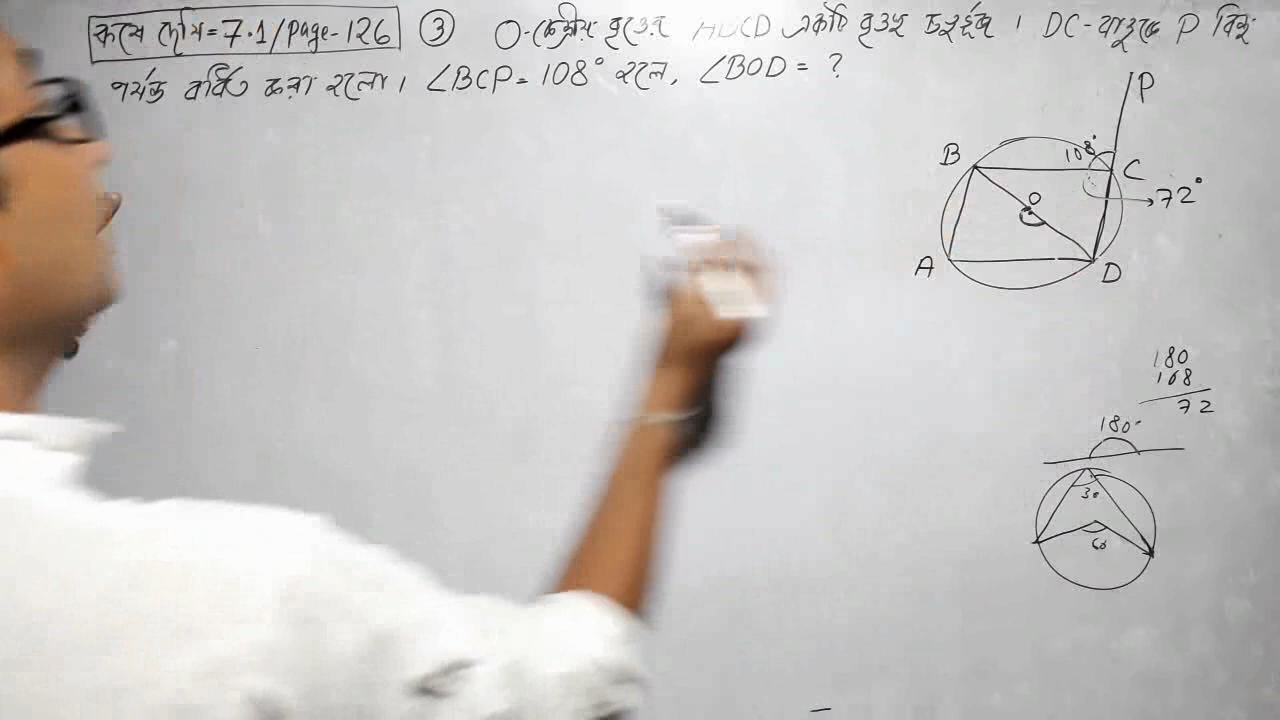 কষে দেখি = 7.1/Page-126 ③ O-কেন্দ্রীয় বৃত্তের ABCD একটি বৃত্তস্থ চতুর্ভুজ । DC-বাহুকে P বিন্দু
পর্যন্ত বর্ধিত করা হলো । ∠BCP = 108° হলে, ∠BOD = ?
P
B
108°
C
O
72°
A
D
180
108
72
180°
30
60